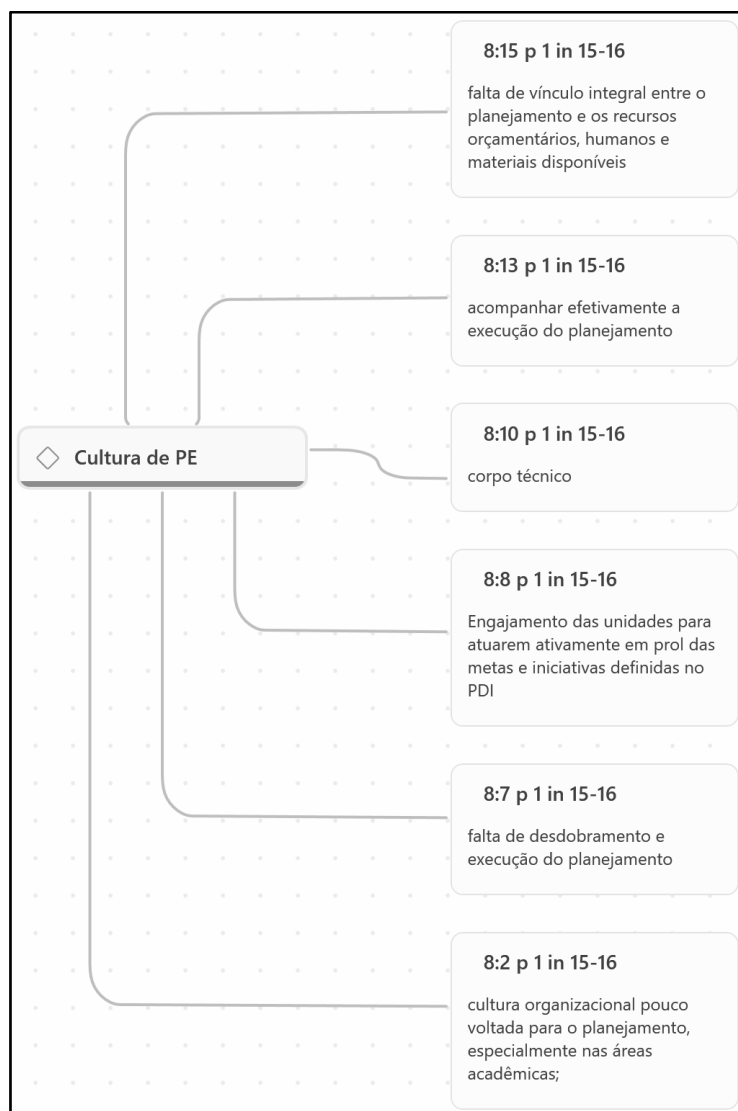 8:15 p 1 in 15-16
falta de vínculo integral entre o
planejamento e os recursos
orçamentários, humanos e
materiais disponíveis
8:13 p 1 in 15-16
acompanhar efetivamente a
execução do planejamento
8:10 p 1 in 15-16
corpo técnico
Cultura de PE
8:8 p 1 in 15-16
Engajamento das unidades para
atuarem ativamente em prol das
metas e iniciativas definidas no
PDI
8:7 p 1 in 15-16
falta de desdobramento e
execução do planejamento
8:2 p 1 in 15-16
cultura organizacional pouco
voltada para o planejamento,
especialmente nas áreas
acadêmicas;